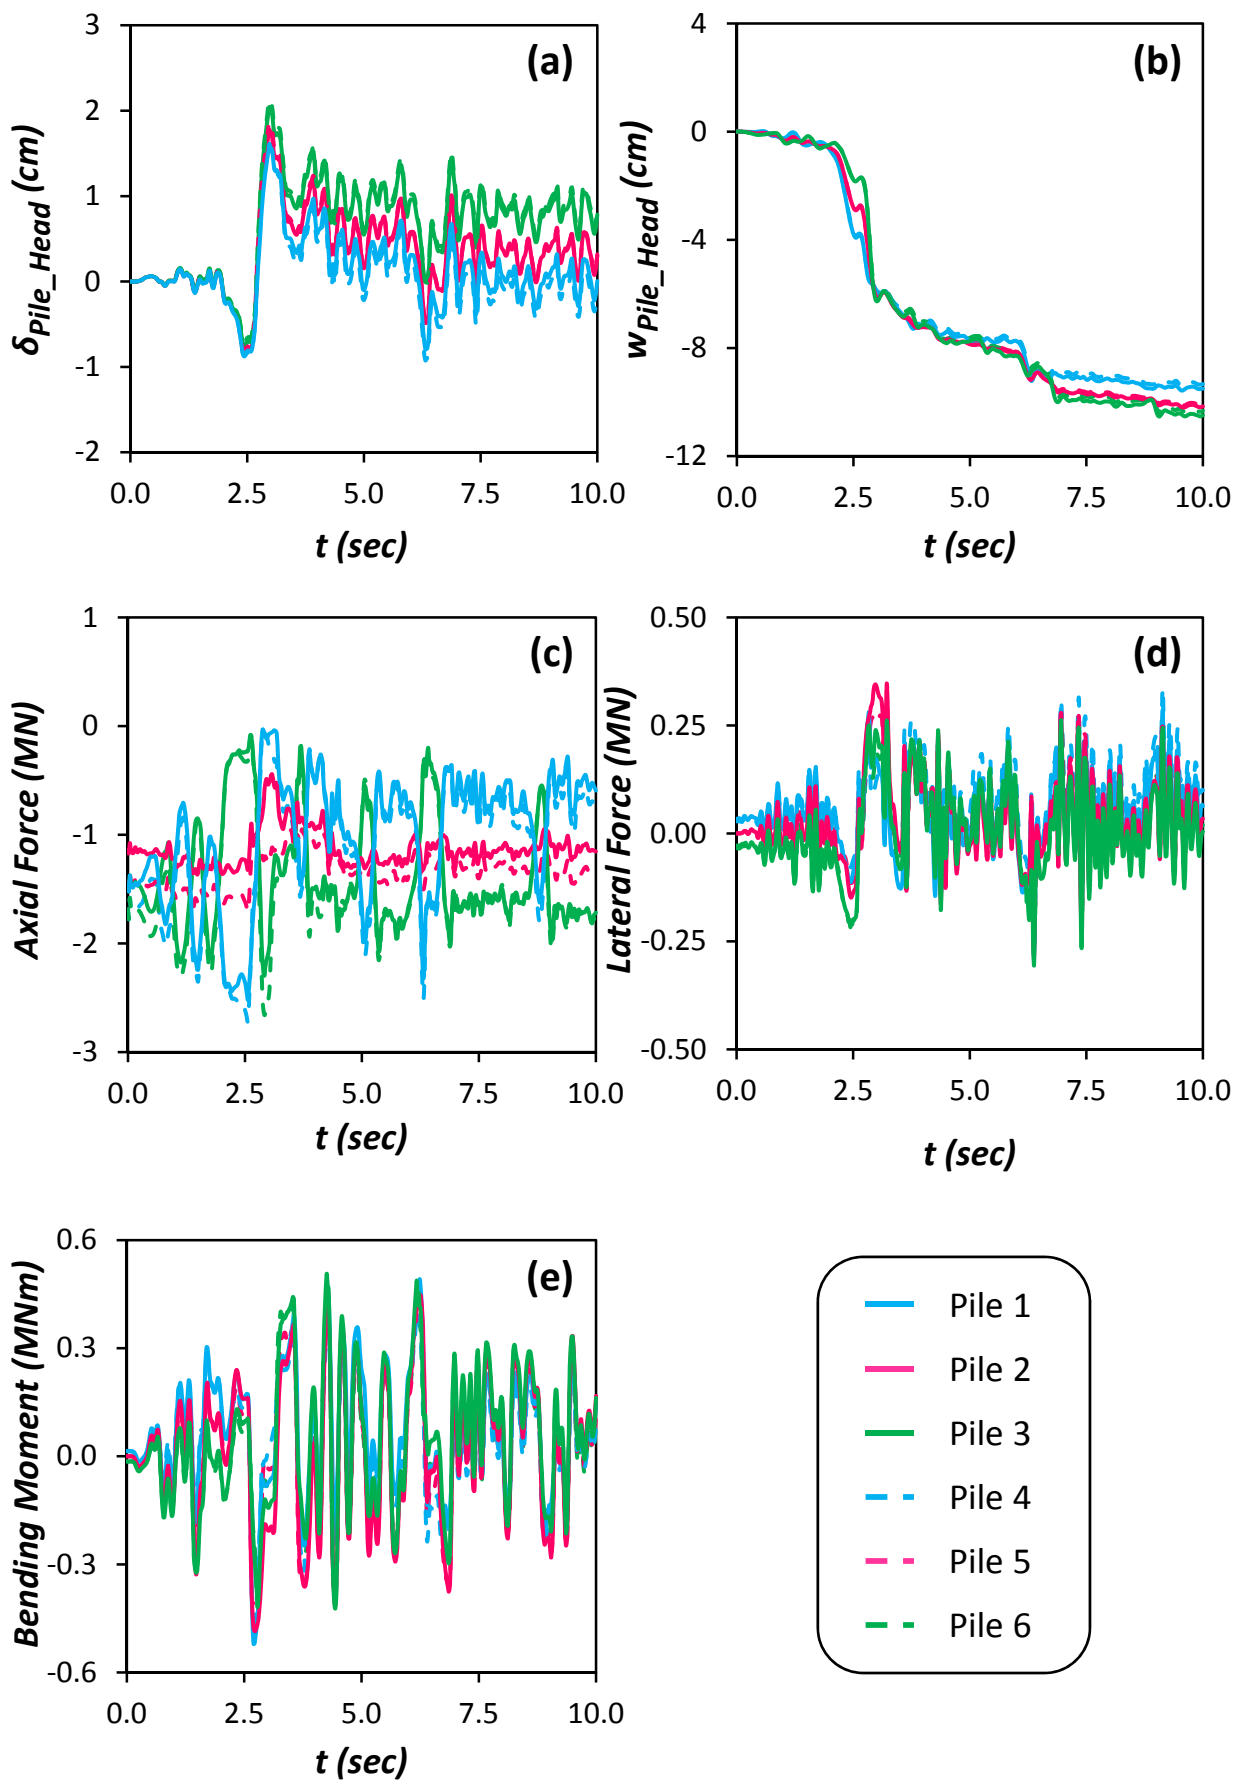 3
2
1
0
-1
-2
δPile_Head (cm)
(a)
0.0 2.5 5.0 7.5 10.0
t (sec)
4
0
-4
-8
-12
wPile_Head (cm)
(b)
0.0 2.5 5.0 7.5 10.0
t (sec)
1
0
-1
-2
-3
Axial Force (MN)
(c)
0.0 2.5 5.0 7.5 10.0
t (sec)
0.50
0.25
0.00
-0.25
-0.50
Lateral Force (MN)
(d)
0.0 2.5 5.0 7.5 10.0
t (sec)
0.6
0.3
0.0
-0.3
-0.6
Bending Moment (MNm)
(e)
0.0 2.5 5.0 7.5 10.0
t (sec)
Pile 1
Pile 2
Pile 3
Pile 4
Pile 5
Pile 6